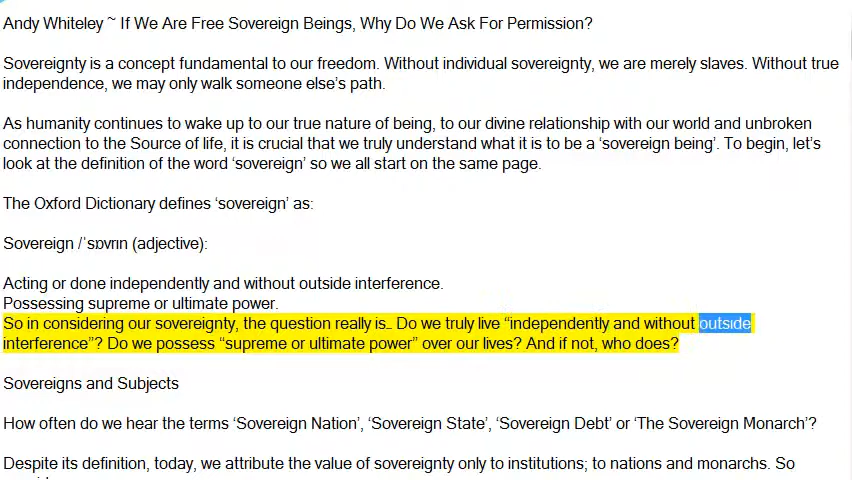 Andy Whiteley ~ If We Are Free Sovereign Beings, Why Do We Ask For Permission?
Sovereignty is a concept fundamental to our freedom. Without individual sovereignty, we are merely slaves. Without true
independence, we may only walk someone else’s path.
As humanity continues to wake up to our true nature of being, to our divine relationship with our world and unbroken
connection to the Source of life, it is crucial that we truly understand what it is to be a ‘sovereign being’. To begin, let’s
look at the definition of the word ‘sovereign’ so we all start on the same page.
The Oxford Dictionary defines ‘sovereign’ as:
Sovereign /ˈsɒvrɪn (adjective):
Acting or done independently and without outside interference.
Possessing supreme or ultimate power.
So in considering our sovereignty, the question really is.. Do we truly live “independently and without outside
interference”? Do we possess “supreme or ultimate power” over our lives? And if not, who does?
Sovereigns and Subjects
How often do we hear the terms ‘Sovereign Nation’, ‘Sovereign State’, ‘Sovereign Debt’ or ‘The Sovereign Monarch’?
Despite its definition, today, we attribute the value of sovereignty only to institutions; to nations and monarchs. So